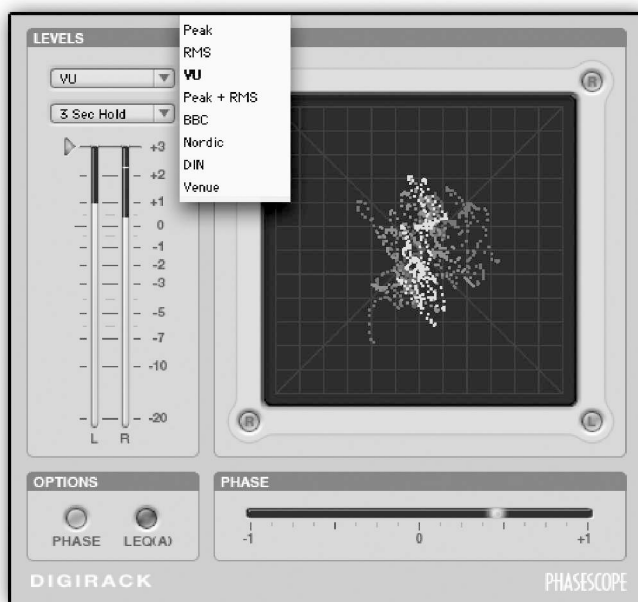 LEVELS
VU
3 Sec Hold
Peak
RMS
VU
Peak + RMS
BBC
Nordic
DIN
Venue
+3
+2
+1
0
-1
-2
-3
-5
-7
-10
-20
L R
R
R
L
OPTIONS
PHASE LEQ(A)
PHASE
-1 0 +1
DIGIRACK
PHASESCOPE